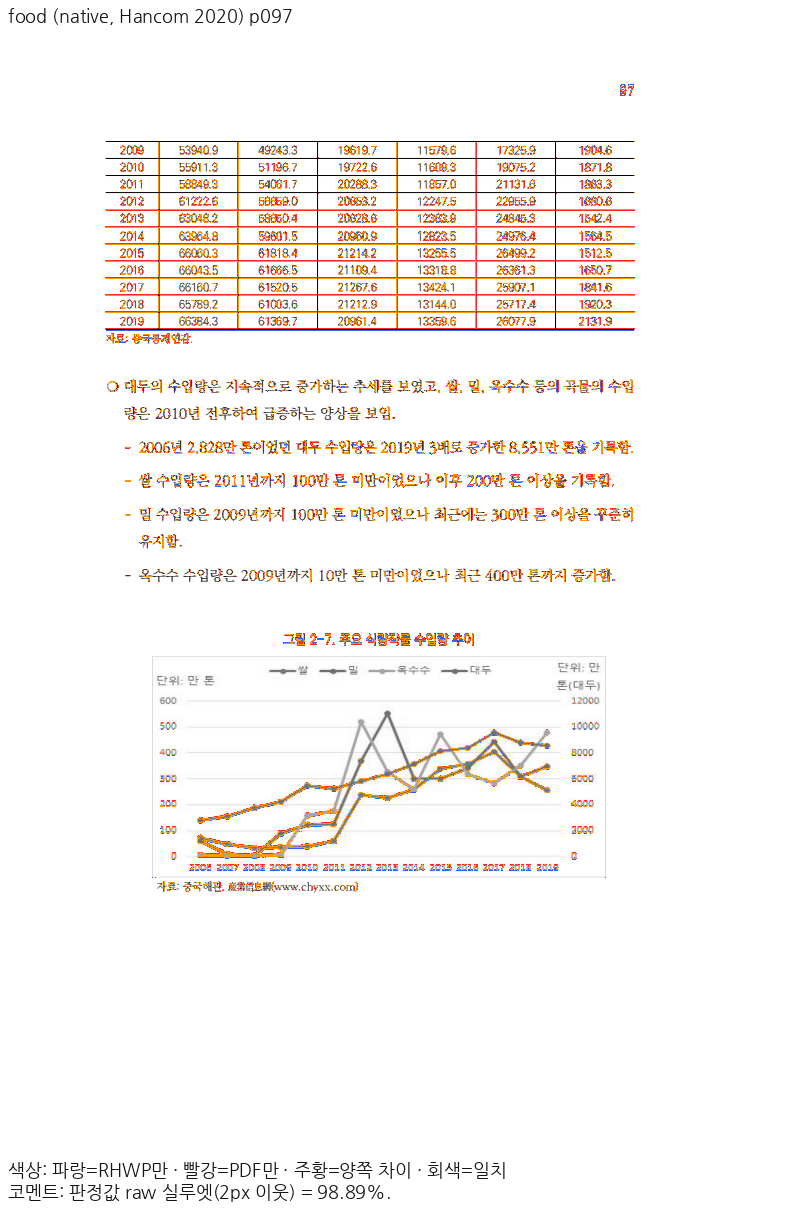 food (native, Hancom 2020) p097
97
2009 53940.9 49243.3 19619.7 11579.6 17325.9 1904.6
2010 55911.3 51196.7 19722.6 11609.3 19075.2 1871.8
2011 58849.3 54061.7 20288.3 11857.0 21131.6 1863.3
2012 61222.6 56659.0 20653.2 12247.5 22955.9 1680.6
2013 63048.2 58650.4 20628.6 12363.9 24845.3 1542.4
2014 63964.8 59601.5 20960.9 12823.5 24976.4 1564.5
2015 66060.3 61818.4 21214.2 13255.5 26499.2 1512.5
2016 66043.5 61666.5 21109.4 13318.8 26361.3 1650.7
2017 66160.7 61520.5 21267.6 13424.1 25907.1 1841.6
2018 65789.2 61003.6 21212.9 13144.0 25717.4 1920.3
2019 66384.3 61369.7 20961.4 13359.6 26077.9 2131.9
자료: 중국통계연감.
○ 대두의 수입량은 지속적으로 증가하는 추세를 보였고, 쌀, 밀, 옥수수 등의 곡물의 수입
량은 2010년 전후하여 급증하는 양상을 보임.
- 2006년 2,828만 톤이었던 대두 수입량은 2019년 3배로 증가한 8,551만 톤을 기록함.
- 쌀 수입량은 2011년까지 100만 톤 미만이었으나 이후 200만 톤 이상을 기록함.
- 밀 수입량은 2009년까지 100만 톤 미만이었으나 최근에는 300만 톤 이상을 꾸준히
유지함.
- 옥수수 수입량은 2009년까지 10만 톤 미만이었으나 최근 400만 톤까지 증가함.
그림 2-7. 주요 식량작물 수입량 추이
쌀 밀 옥수수 대두
단위: 만 톤
단위: 만
톤(대두)
600 12000
500 10000
400 8000
300 6000
200 4000
100 2000
0 0
2006 2007 2008 2009 2010 2011 2012 2013 2014 2015 2016 2017 2018 2019
자료: 중국해관, 産業信息網(www.chyxx.com)
색상: 파랑=RHWP만 · 빨강=PDF만 · 주황=양쪽 차이 · 회색=일치
코멘트: 판정값 raw 실루엣(2px 이웃) = 98.89%.